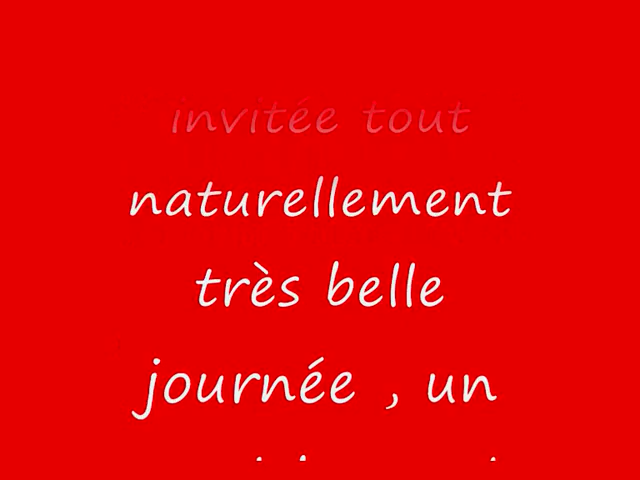 invitée tout
naturellement
très belle
journée , un